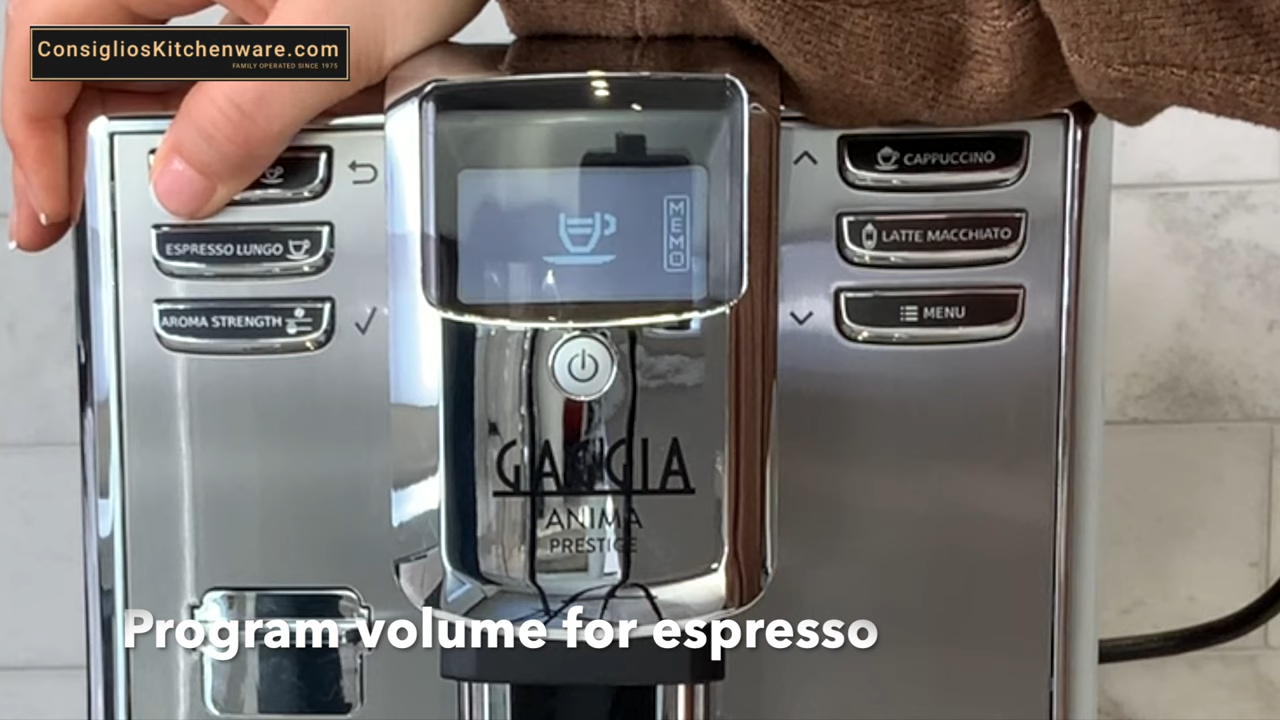 ConsigliosKitchenware.com
FAMILY OPERATED SINCE 1975
CAPPUCCINO
MEMO
ESPRESSO LUNGO
LATTE MACCHIATO
AROMA STRENGTH
MENU
GAGGIA
ANIMA
PRESTIGE
Program volume for espresso